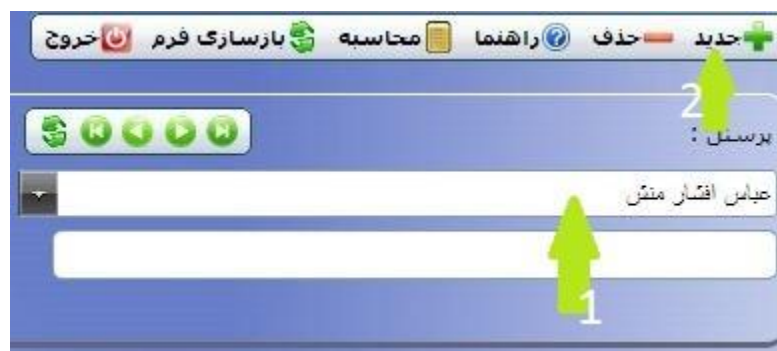 جدید حذف راهنما محاسبه بازسازی فرم خروج
2
پرسنل :
عباس افشار منش
1